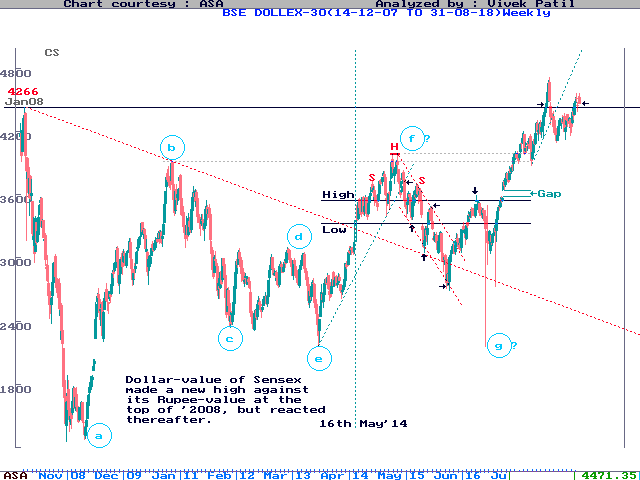 Chart courtesy : ASA Analyzed by : Vivek Patil
BSE DOLLEX-30(14-12-07 TO 31-08-18)Weekly
CS
4800
4266
Jan08
4200
3600
3000
2400
1800
b
f ?
H
S
S
High
Low
←Gap
d
c
e
g ?
a
Dollar-value of Sensex
made a new high against
its Rupee-value at the
top of '2008, but reacted
thereafter.
16th May'14
ASA Nov|08 Dec|09 Jan|11 Feb|12 Mar|13 Apr|14 May|15 Jun|16 Ju| 4471.35